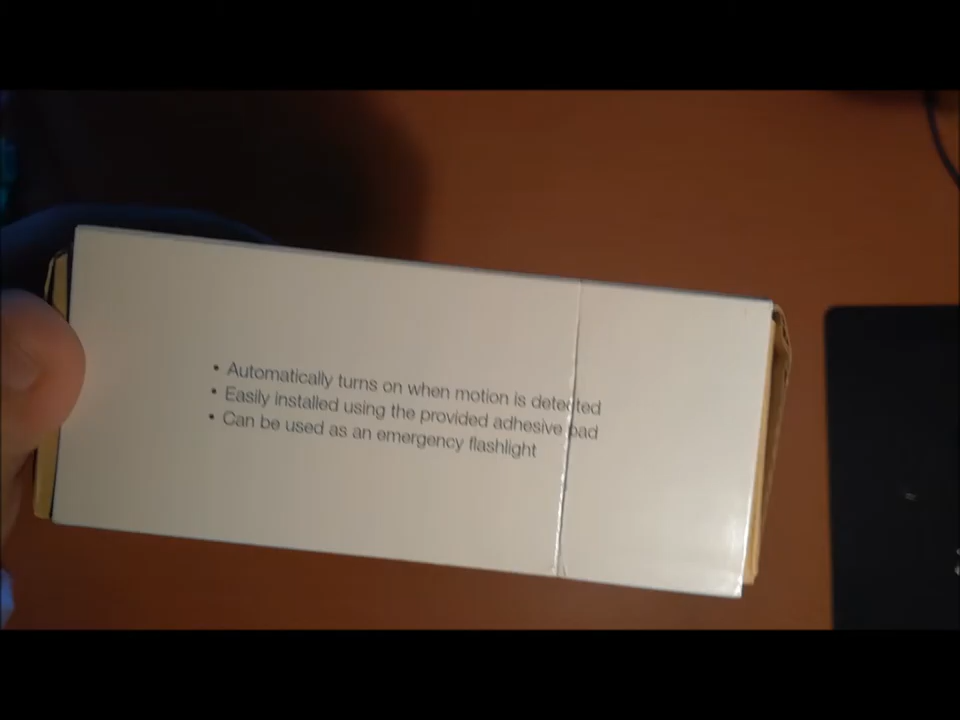 • Automatically turns on when motion is detected
• Easily installed using the provided adhesive pad
• Can be used as an emergency flashlight